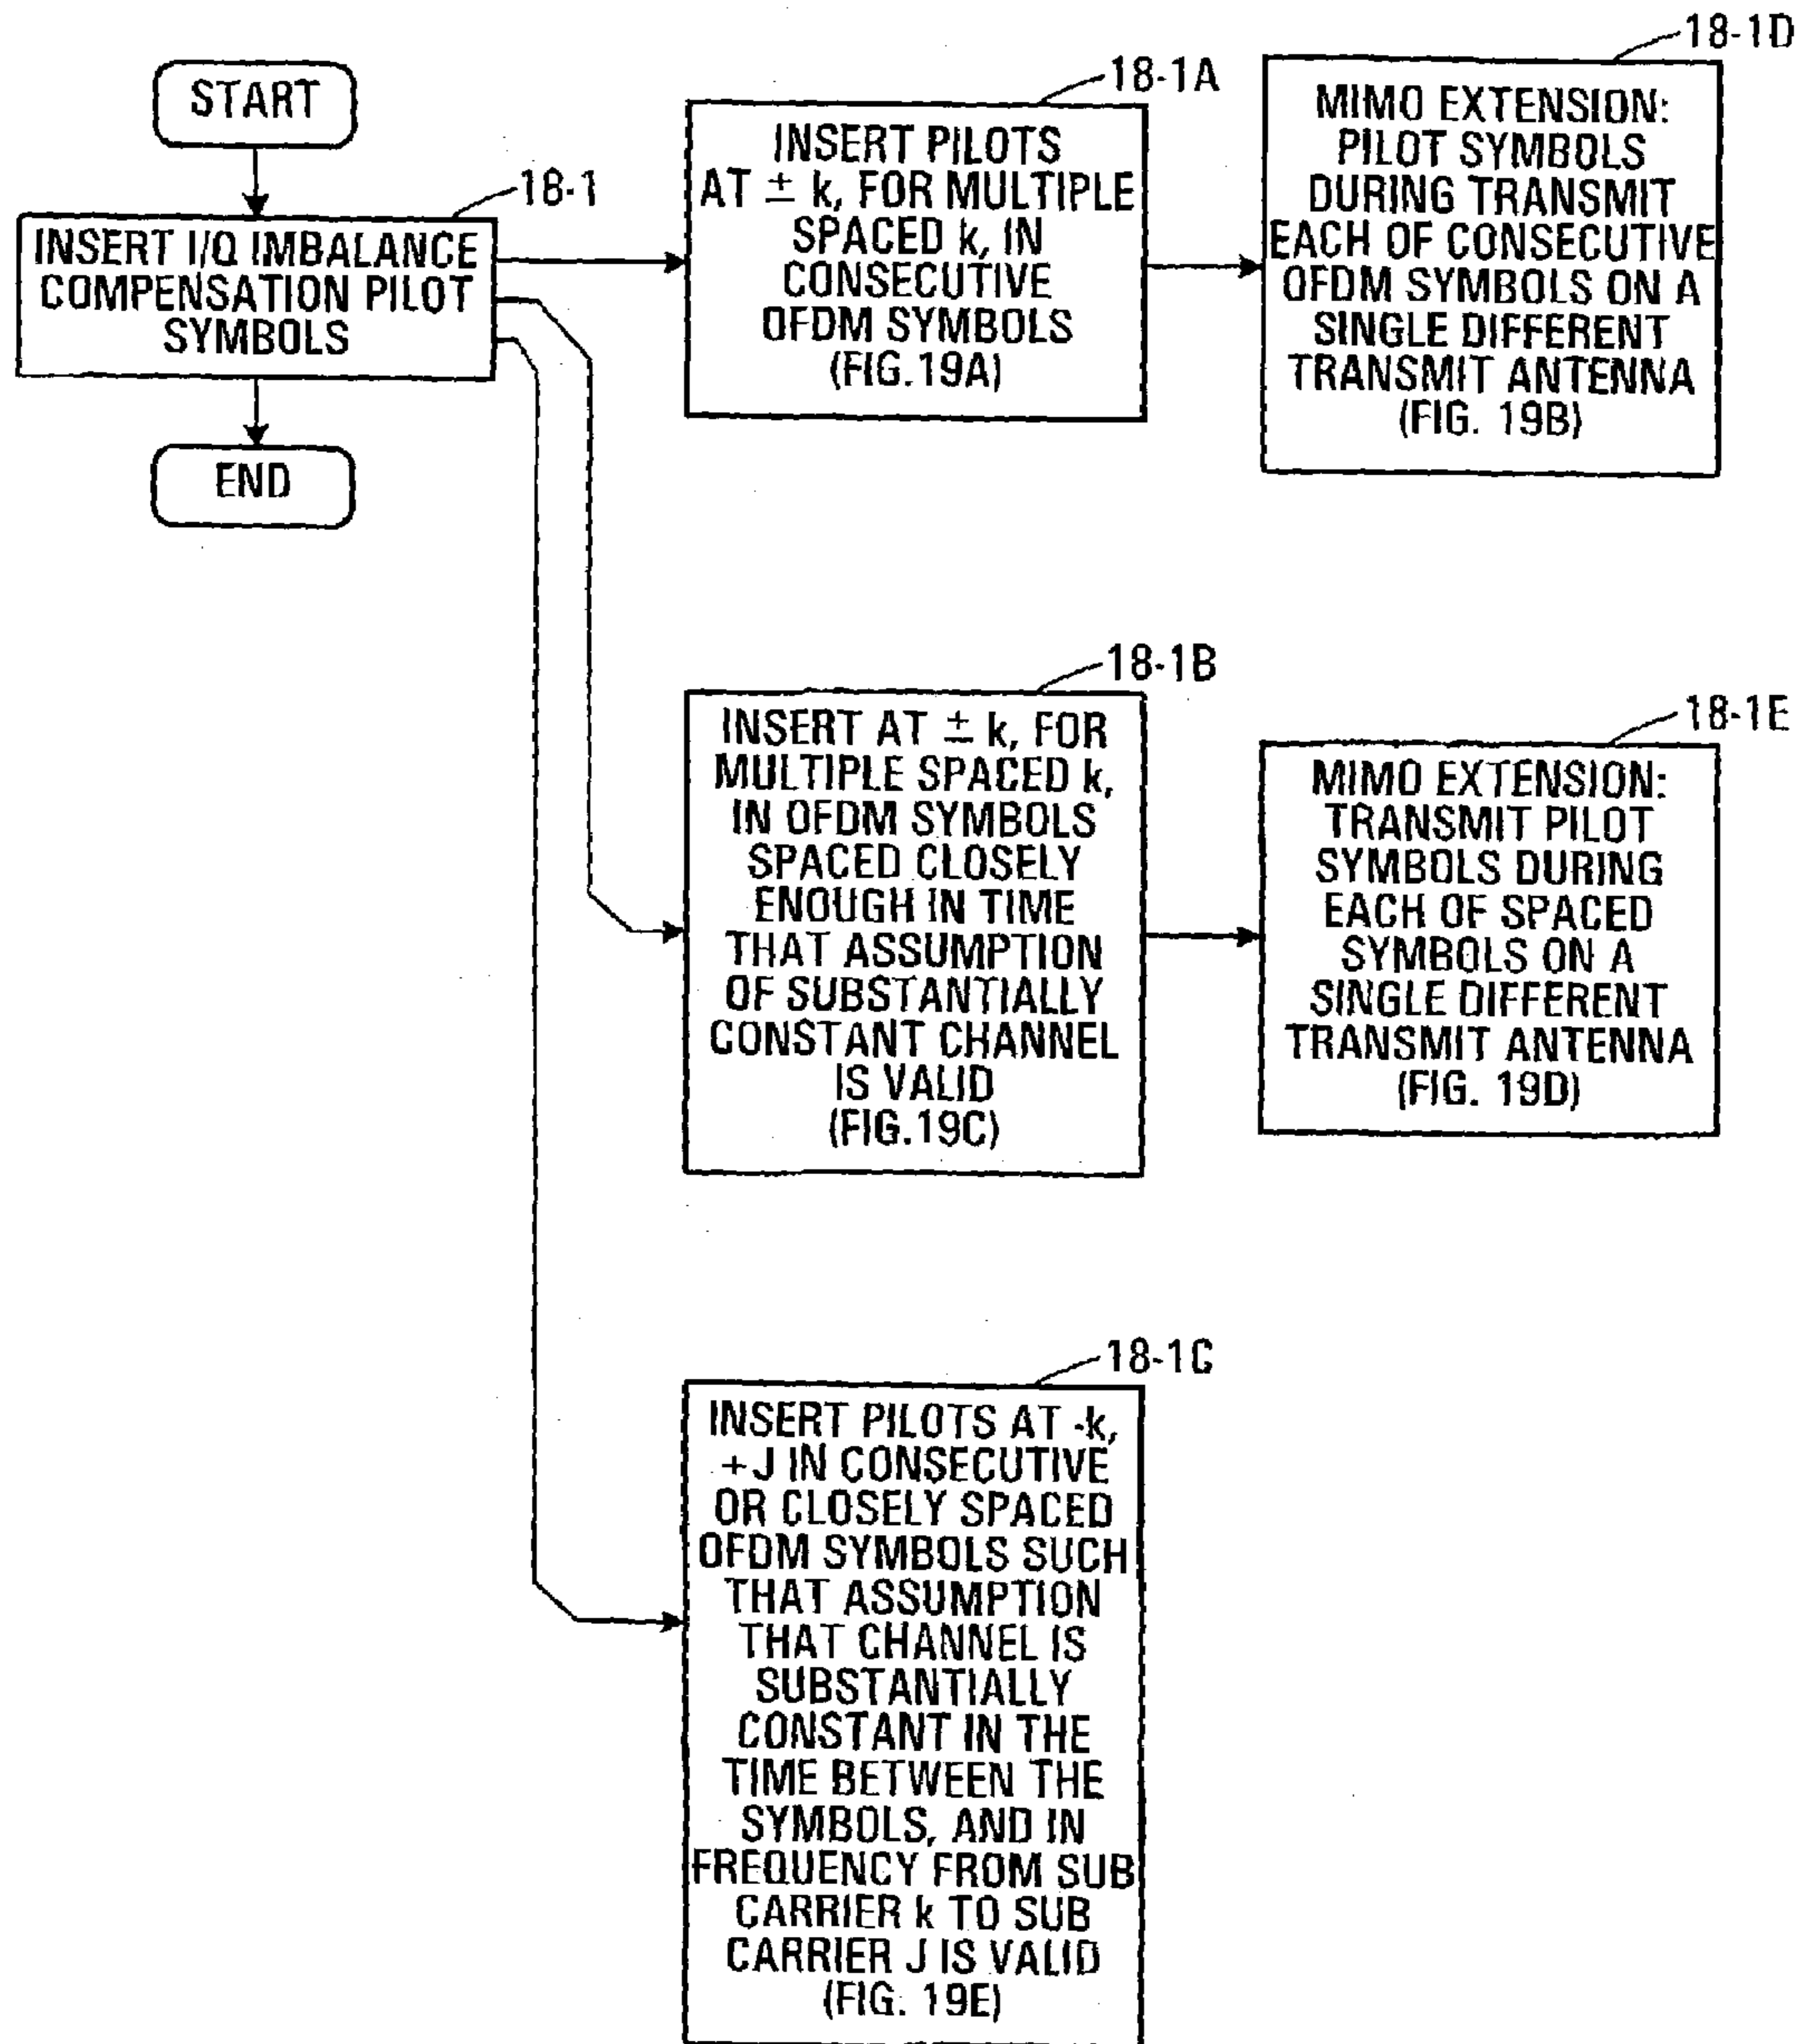 START
18-1
INSERT I/Q IMBALANCE
COMPENSATION PILOT
SYMBOLS
END
18-1A
INSERT PILOTS
AT ± k, FOR MULTIPLE
SPACED k, IN
CONSECUTIVE
OFDM SYMBOLS
(FIG.19A)
18-1D
MIMO EXTENSION:
PILOT SYMBOLS
DURING TRANSMIT
EACH OF CONSECUTIVE
OFDM SYMBOLS ON A
SINGLE DIFFERENT
TRANSMIT ANTENNA
(FIG. 19B)
18-1B
INSERT AT ± k, FOR
MULTIPLE SPACED k,
IN OFDM SYMBOLS
SPACED CLOSELY
ENOUGH IN TIME
THAT ASSUMPTION
OF SUBSTANTIALLY
CONSTANT CHANNEL
IS VALID
(FIG.19C)
18-1E
MIMO EXTENSION:
TRANSMIT PILOT
SYMBOLS DURING
EACH OF SPACED
SYMBOLS ON A
SINGLE DIFFERENT
TRANSMIT ANTENNA
(FIG. 19D)
18-1C
INSERT PILOTS AT -k,
+J IN CONSECUTIVE
OR CLOSELY SPACED
OFDM SYMBOLS SUCH
THAT ASSUMPTION
THAT CHANNEL IS
SUBSTANTIALLY
CONSTANT IN THE
TIME BETWEEN THE
SYMBOLS, AND IN
FREQUENCY FROM SUB
CARRIER k TO SUB
CARRIER J IS VALID
(FIG. 19E)